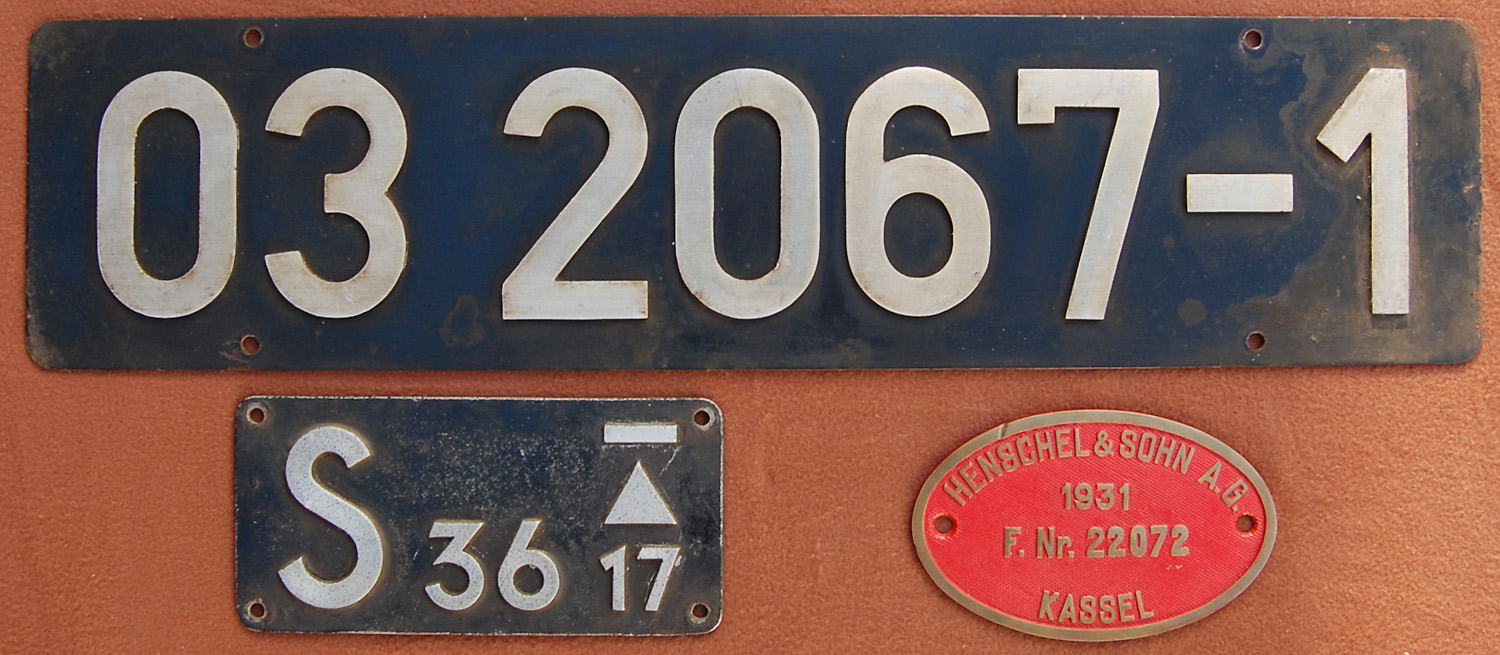 03 2067-1
S 36 17
HENSCHEL & SOHN A.G.
1931
F. Nr. 22072
KASSEL